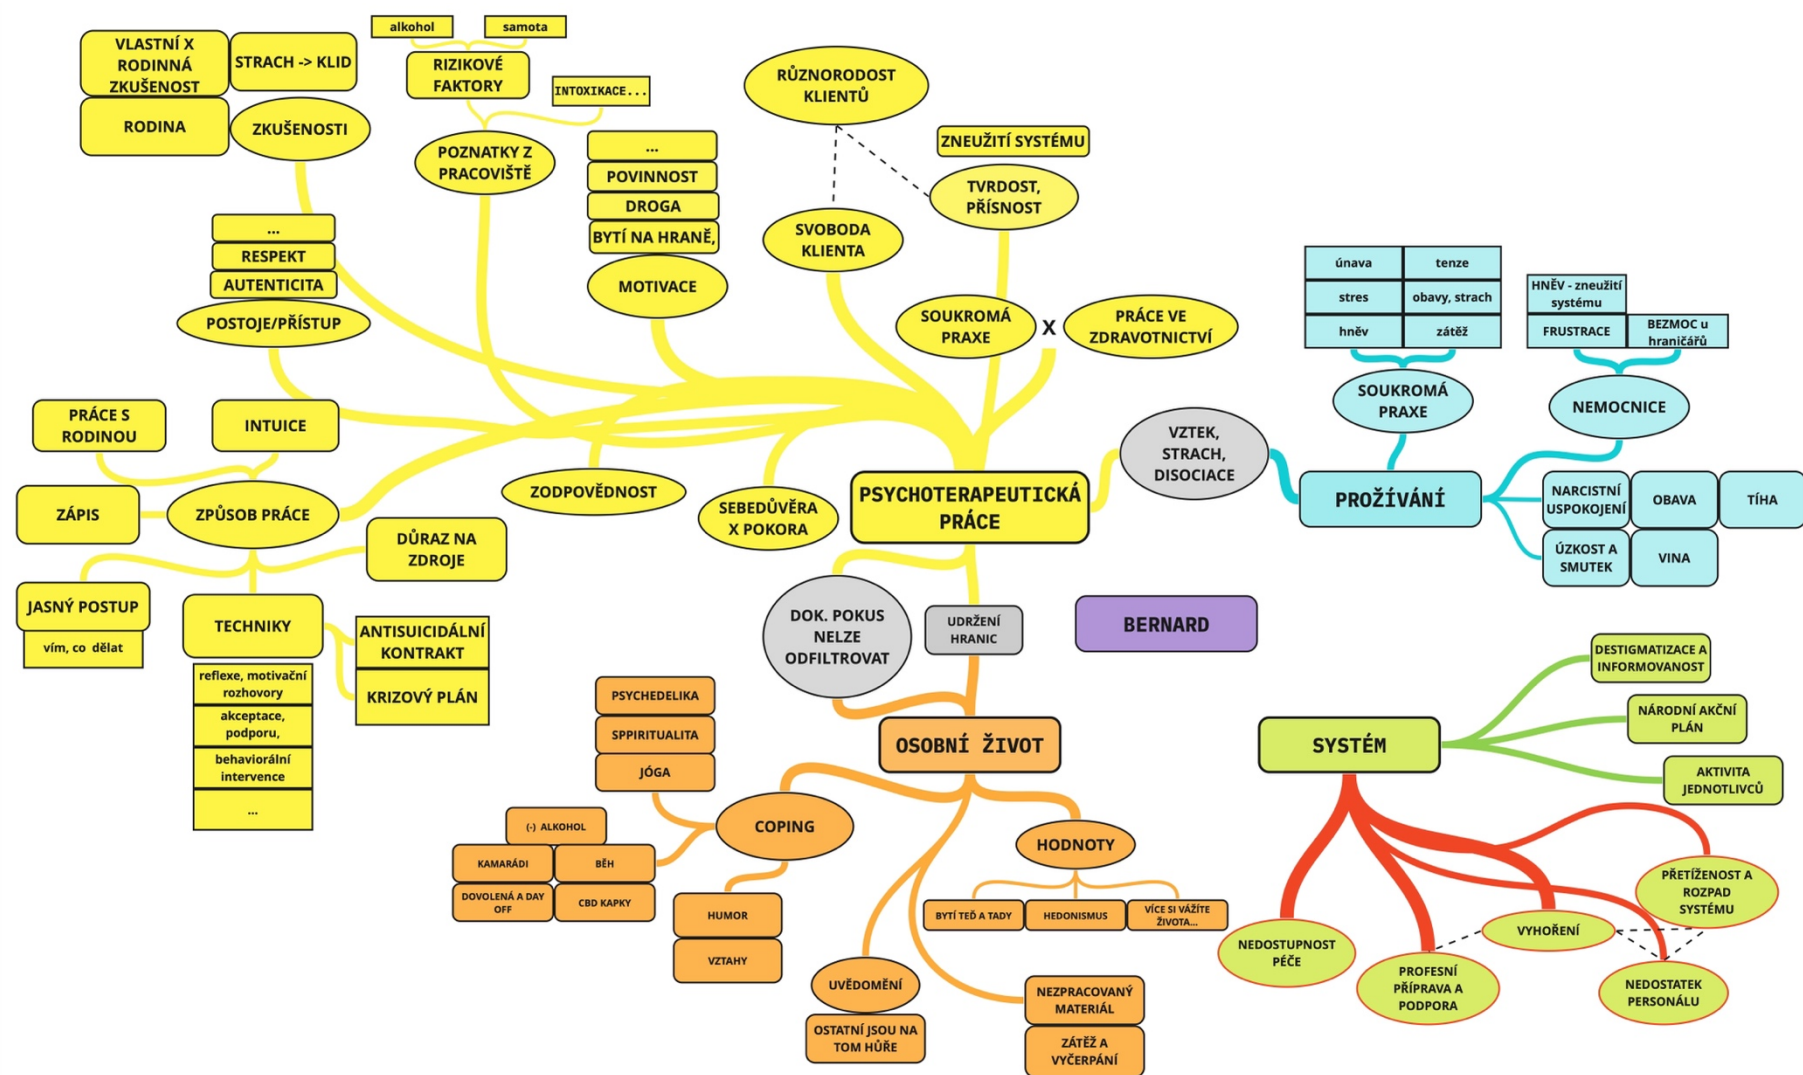 alkohol
samota
VLASTNÍ X
RODINNÁ
ZKUŠENOST
STRACH -> KLID
RIZIKOVÉ
FAKTORY
INTOXIKACE...
RODINA
ZKUŠENOSTI
POZNATKY Z
PRACOVIŠTĚ
...
POVINNOST
DROGA
BYTÍ NA HRANĚ,
MOTIVACE
RŮZNORODOST
KLIENTŮ
ZNEUŽITÍ SYSTÉMU
TVRDOST,
PŘÍSNOST
SVOBODA
KLIENTA
SOUKROMÁ
PRAXE
X
PRÁCE VE
ZDRAVOTNICTVÍ
...
RESPEKT
AUTENTICITA
POSTOJE/PŘÍSTUP
PRÁCE S
RODINOU
INTUICE
ZÁPIS
ZPŮSOB PRÁCE
DŮRAZ NA
ZDROJE
JASNÝ POSTUP
vím, co dělat
TECHNIKY
reflexe, motivační
rozhovory
akceptace,
podporu,
behaviorální
intervence
...
ANTISUICIDÁLNÍ
KONTRAKT
KRIZOVÝ PLÁN
ZODPOVĚDNOST
SEBEDŮVĚRA
X POKORA
PSYCHOTERAPEUTICKÁ
PRÁCE
VZTEK,
STRACH,
DISOCIACE
únava
tenze
stres
obavy, strach
hněv
zátěž
SOUKROMÁ
PRAXE
HNĚV - zneužití
systému
FRUSTRACE
BEZMOC u
hraničářů
NEMOCNICE
PROŽÍVÁNÍ
NARCISTNÍ
USPOKOJENÍ
OBAVA
TÍHA
ÚZKOST A
SMUTEK
VINA
DOK. POKUS
NELZE
ODFILTROVAT
UDRŽENÍ
HRANIC
BERNARD
OSOBNÍ ŽIVOT
PSYCHEDELIKA
SPPIRITUALITA
JÓGA
COPING
(-) ALKOHOL
KAMARÁDI
BĚH
DOVOLENÁ A DAY
OFF
CBD KAPKY
HUMOR
VZTAHY
HODNOTY
BYTÍ TEĎ A TADY
HEDONISMUS
VÍCE SI VÁŽÍTE
ŽIVOTA...
UVĚDOMĚNÍ
OSTATNÍ JSOU NA
TOM HŮŘE
NEZPRACOVANÝ
MATERIÁL
ZÁTĚŽ A
VYČERPÁNÍ
SYSTÉM
DESTIGMATIZACE A
INFORMOVANOST
NÁRODNÍ AKČNÍ
PLÁN
AKTIVITA
JEDNOTLIVCŮ
PŘETÍŽENOST A
ROZPAD
SYSTÉMU
VYHOŘENÍ
NEDOSTUPNOST
PÉČE
PROFESNÍ
PŘÍPRAVA A
PODPORA
NEDOSTATEK
PERSONÁLU